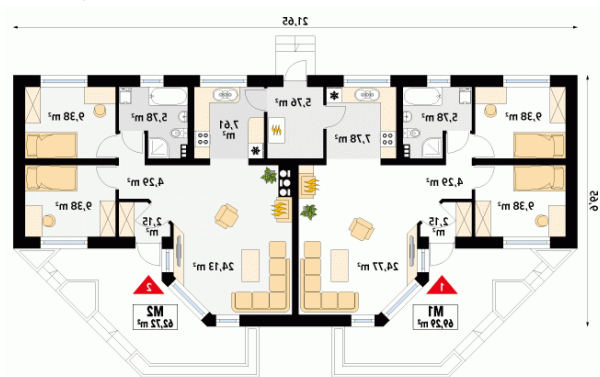 21,65
9,38 m²
5,78 m²
7,61
m²
5,76 m²
7,78 m²
5,78 m²
9,38 m²
9,65
9,38 m²
4,29 m²
2,15
m²
24,13 m²
24,77 m²
4,29 m²
2,15
m²
9,38 m²
2
M2
62,72 m²
1
M1
69,29 m²